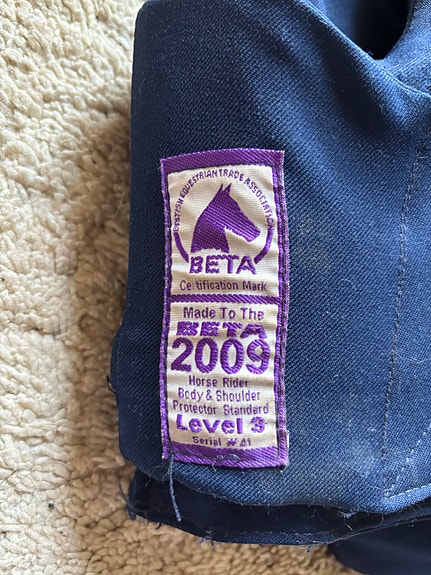 BRITISH EQUESTRIAN TRADE ASSOCIATION
BETA
Certification Mark
Made To The
BETA
2009
Horse Rider
Body & Shoulder
Protector Standard
Level 3
Serial # A1